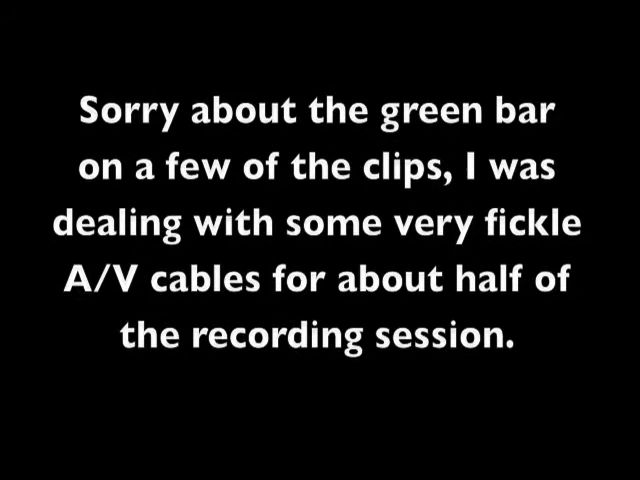 Sorry about the green bar
on a few of the clips, I was
dealing with some very fickle
A/V cables for about half of
the recording session.